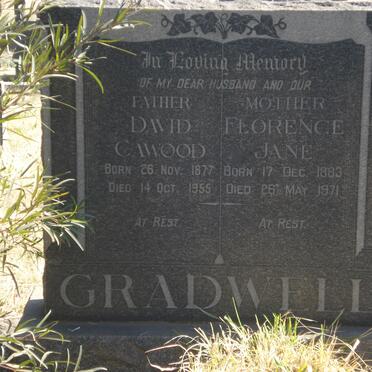 In Loving Memory
OF MY DEAR HUSBAND AND OUR
FATHER MOTHER
DAVID FLORENCE
CAWOOD JANE
BORN 26 NOV. 1877 BORN 17 DEC. 1883
DIED 14 OCT. 1955 DIED 25TH MAY 1971
AT REST. AT REST.
GRADWELL